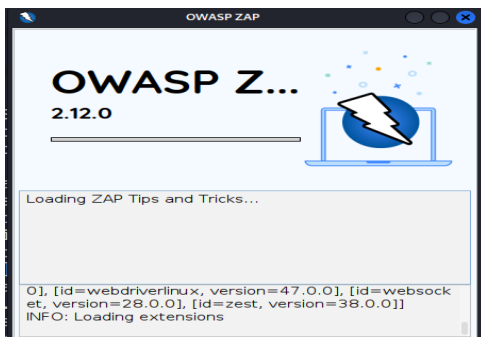 OWASP ZAP
OWASP Z...
2.12.0
Loading ZAP Tips and Tricks...
0], [id=webdriverlinux, version=47.0.0], [id=websock
et, version=28.0.0], [id=zest, version=38.0.0]]
INFO: Loading extensions